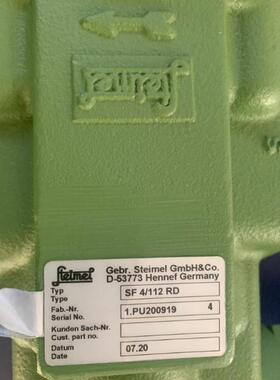 Steimel
Steimel
Gebr. Steimel GmbH&Co.
D-53773 Hennef Germany
Typ
Type
SF 4/112 RD
Fab.-Nr.
Serial No.
1.PU200919 4
Kunden Sach-Nr.
Cust. part no.
Datum
Date
07.20